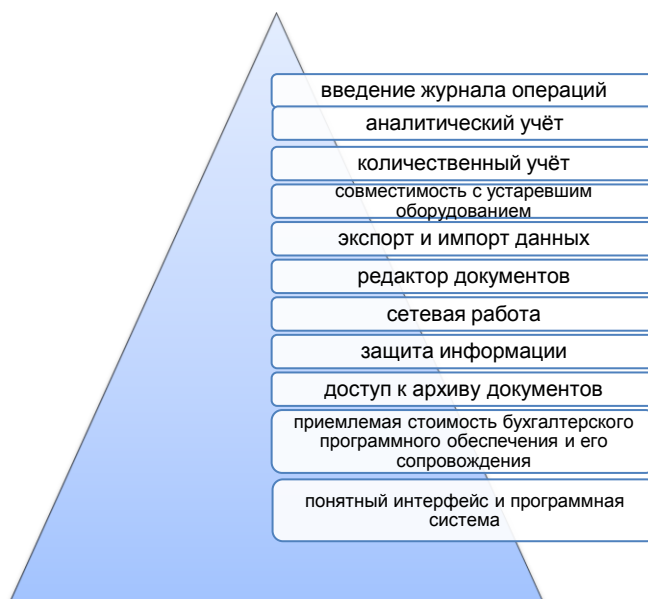 введение журнала операций
аналитический учёт
количественный учёт
совместимость с устаревшим
оборудованием
экспорт и импорт данных
редактор документов
сетевая работа
защита информации
доступ к архиву документов
приемлемая стоимость бухгалтерского
программного обеспечения и его
сопровождения
понятный интерфейс и программная
система